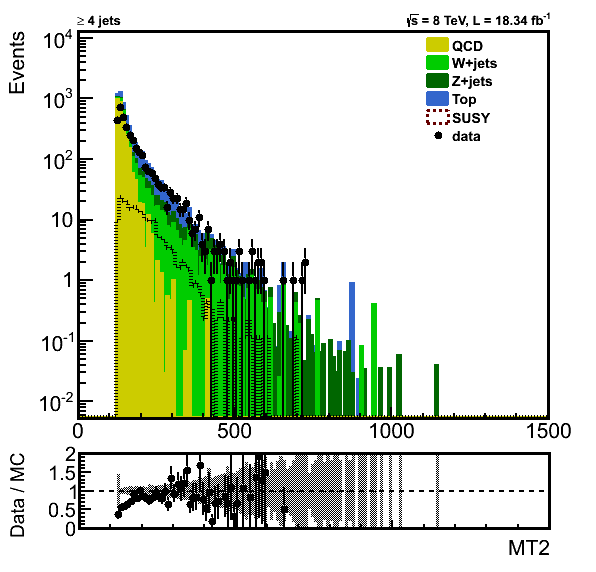 ≥ 4 jets
√s = 8 TeV, L = 18.34 fb⁻¹
Events
10⁴
10³
10²
10
1
10⁻¹
10⁻²
QCD
W+jets
Z+jets
Top
SUSY
data
0 500 1000 1500
Data / MC
2
1.5
1
0.5
0
MT2